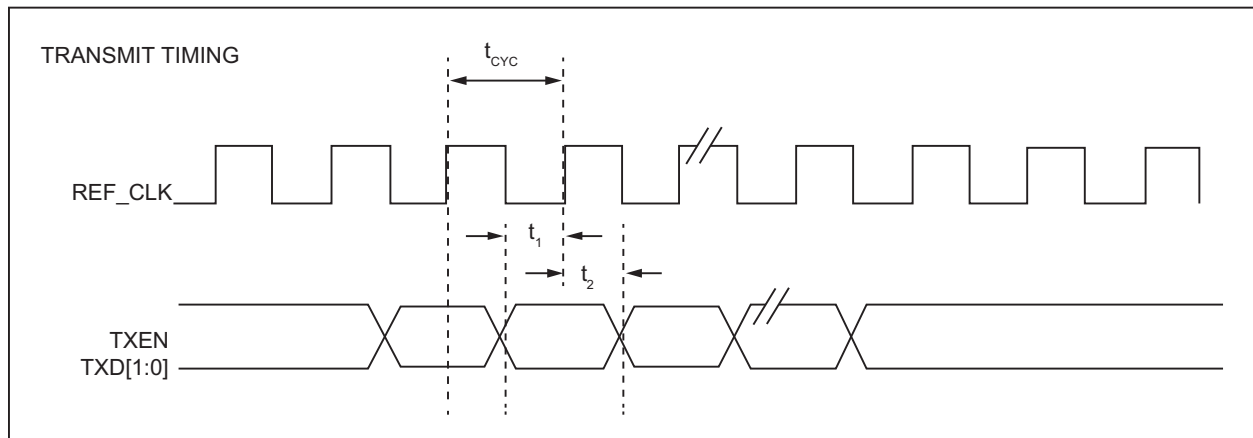 TRANSMIT TIMING
tCYC
REF_CLK
t1
t2
TXEN
TXD[1:0]